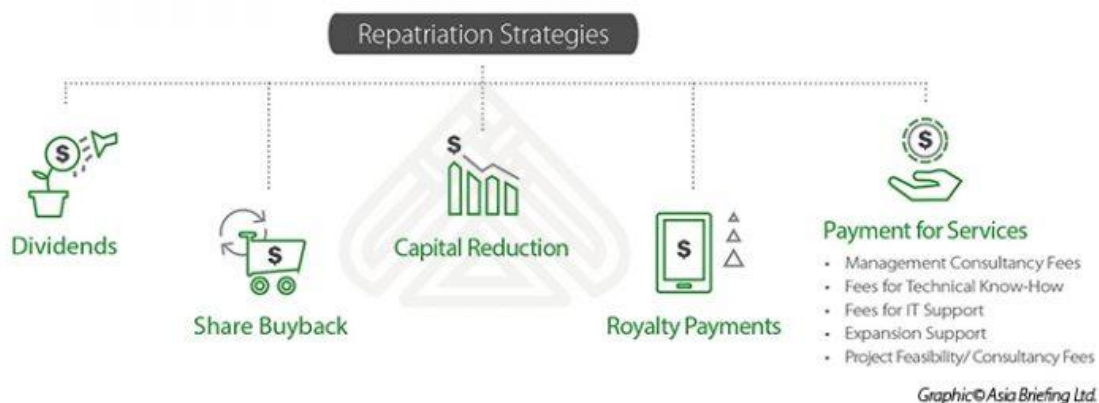 Repatriation Strategies
$
Dividends
$
Share Buyback
$
Capital Reduction
$
Royalty Payments
$
Payment for Services
• Management Consultancy Fees
• Fees for Technical Know-How
• Fees for IT Support
• Expansion Support
• Project Feasibility/ Consultancy Fees
Graphic© Asia Briefing Ltd.